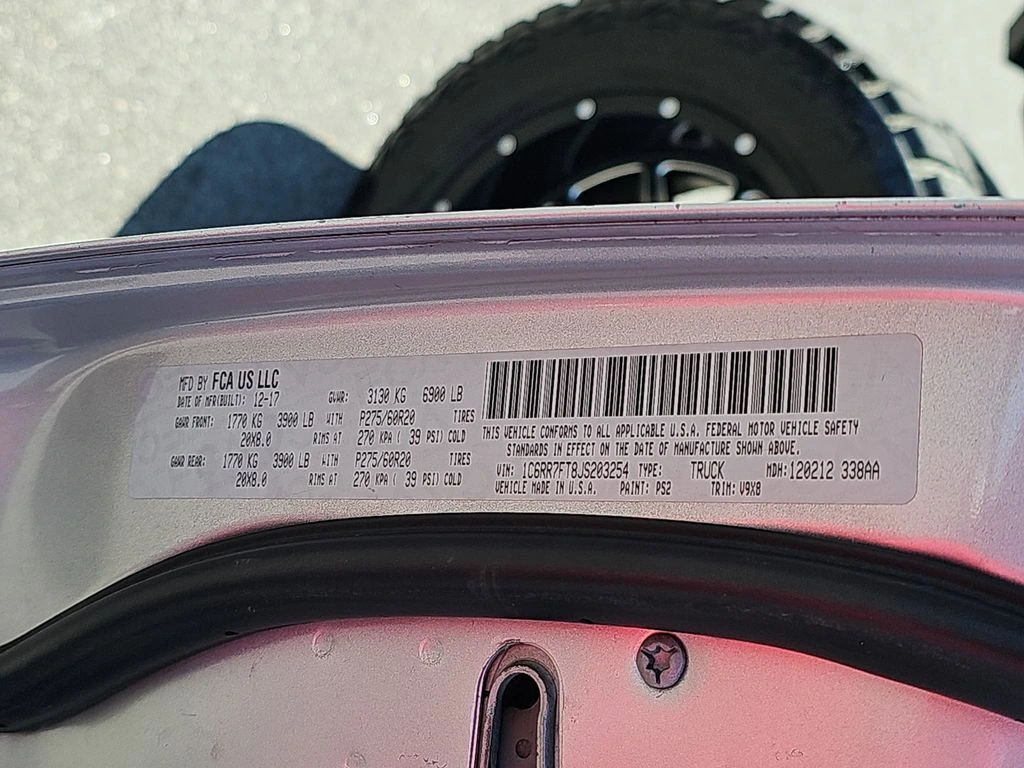 MFD BY FCA US LLC
DATE OF MFR(BUILT): 12-17 GVWR: 3130 KG 6900 LB
GAWR FRONT: 1770 KG 3900 LB WITH P275/60R20 TIRES
20X8.0 RIMS AT 270 KPA ( 39 PSI) COLD
GAWR REAR: 1770 KG 3900 LB WITH P275/60R20 TIRES
20X8.0 RIMS AT 270 KPA ( 39 PSI) COLD
THIS VEHICLE CONFORMS TO ALL APPLICABLE U.S.A. FEDERAL MOTOR VEHICLE SAFETY
STANDARDS IN EFFECT ON THE DATE OF MANUFACTURE SHOWN ABOVE.
VIN: 1C6RR7FT8JS203254 TYPE: TRUCK MDH:120212 338AA
VEHICLE MADE IN U.S.A. PAINT: PS2 TRIM: V9X8